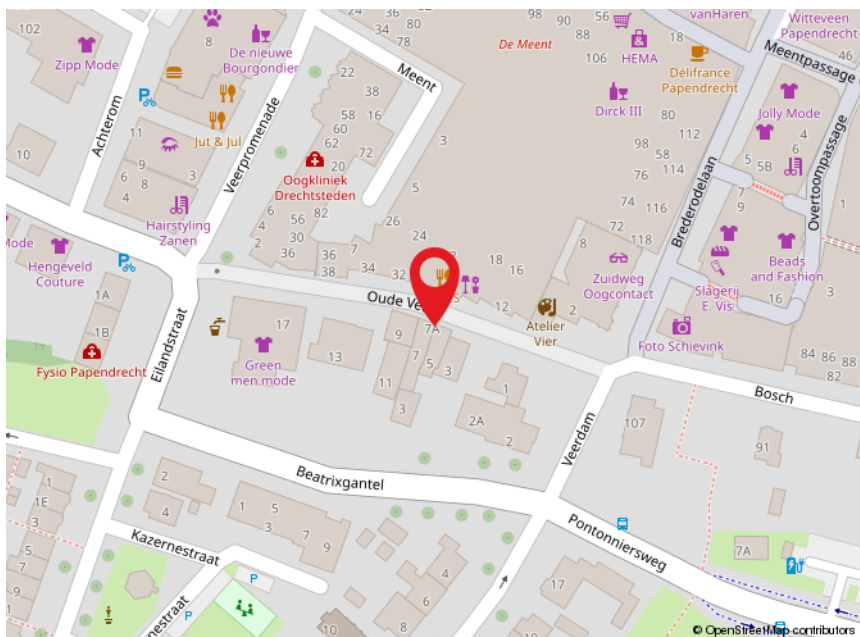 102
Zipp Mode
8
De nieuwe
Bourgondier
34
80
78
Meent
22
38
58
16
60
62
20
72
Oogkliniek
Drechtsteden
Achterom
Veerpromenade
Jut & Jul
11
9
3
6
4
8
10
Hairstyling
Zanen
Mode
Hengeveld
Couture
1A
1B
Fysio Papendrecht
Eilandstraat
17
Green
men mode
13
6
56
82
4
30
2
36
36
38
7
34
26
24
32
3
5
De Meent
98
88
106
HEMA
Dirck III
18
vanHaren
Délifrance
Papendrecht
Witteveen
Papendrecht
46
Meentpassage
Jolly Mode
4
6
5
5B
Overtoompassage
80
112
98
58
56
76
114
74
116
72
118
Brederodelaan
7
9
Beads
and Fashion
Slagerij
E. Vis
16
3
Zuidweg
Oogcontact
8
2
18
16
12
Atelier
Vier
Foto Schievink
84
86
88
82
Bosch
Oude Ve
7A
9
7
5
3
11
3
1
2A
2
Veerdam
107
91
Beatrixgantel
Pontonniersweg
7A
17
1
1E
3
5
2
4
1
5
3
7
9
Kazernestraat
P
P
nestraat
10
4
6
8
© OpenStreetMap contributors